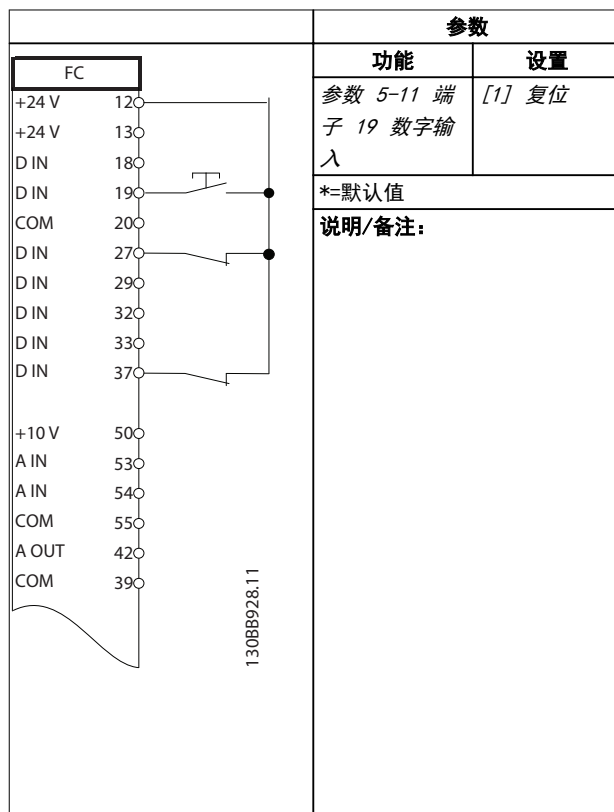 参数
功能 设置
参数 5-11 端 [1] 复位
子 19 数字输
入
*=默认值
说明/备注：
FC
+24 V 12
+24 V 13
D IN 18
D IN 19
COM 20
D IN 27
D IN 29
D IN 32
D IN 33
D IN 37
+10 V 50
A IN 53
A IN 54
COM 55
A OUT 42
COM 39
130BB928.11